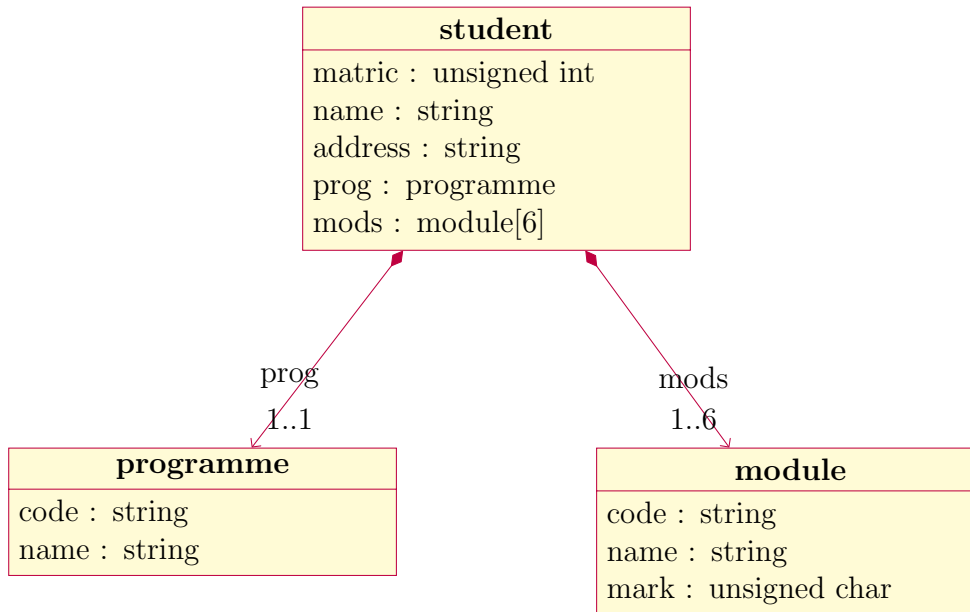 student
matric : unsigned int
name : string
address : string
prog : programme
mods : module[6]
prog
1..1
mods
1..6
programme
code : string
name : string
module
code : string
name : string
mark : unsigned char